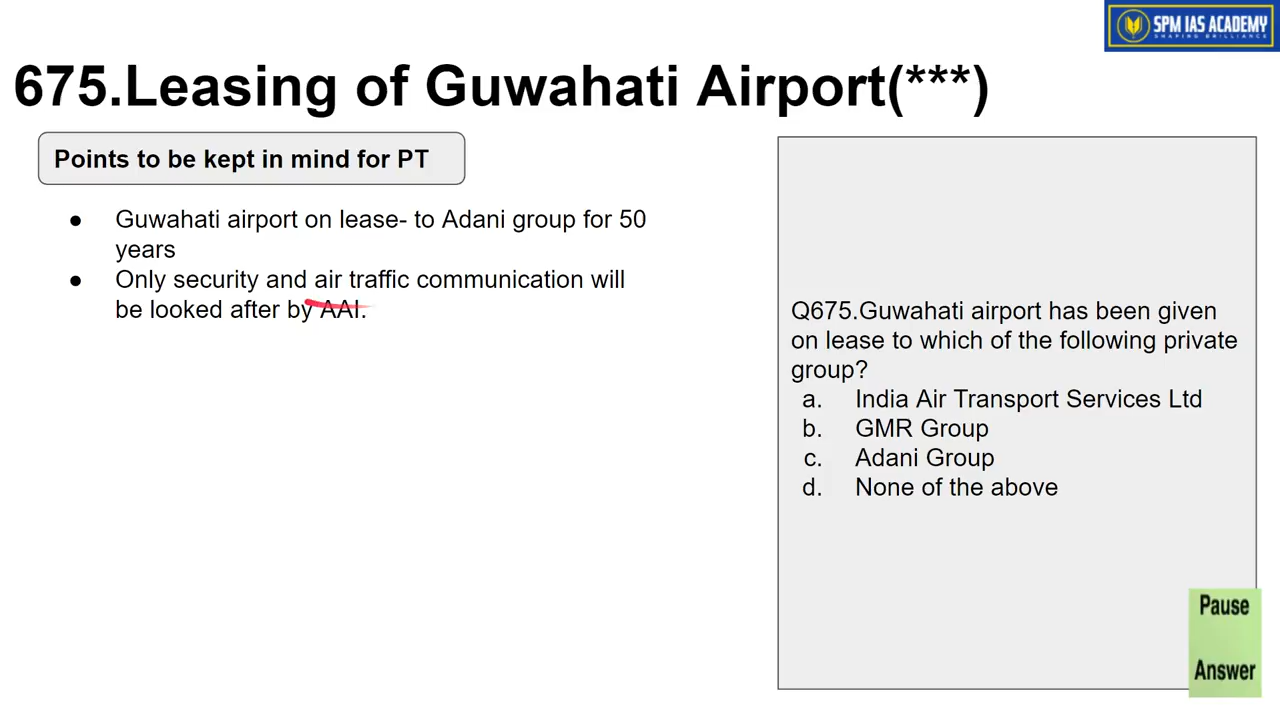 SPM IAS ACADEMY
SHAPING BRILLIANCE
675.Leasing of Guwahati Airport(***)
Points to be kept in mind for PT
● Guwahati airport on lease- to Adani group for 50
years
● Only security and air traffic communication will
be looked after by AAI.
Q675.Guwahati airport has been given
on lease to which of the following private
group?
a. India Air Transport Services Ltd
b. GMR Group
c. Adani Group
d. None of the above
Pause
Answer